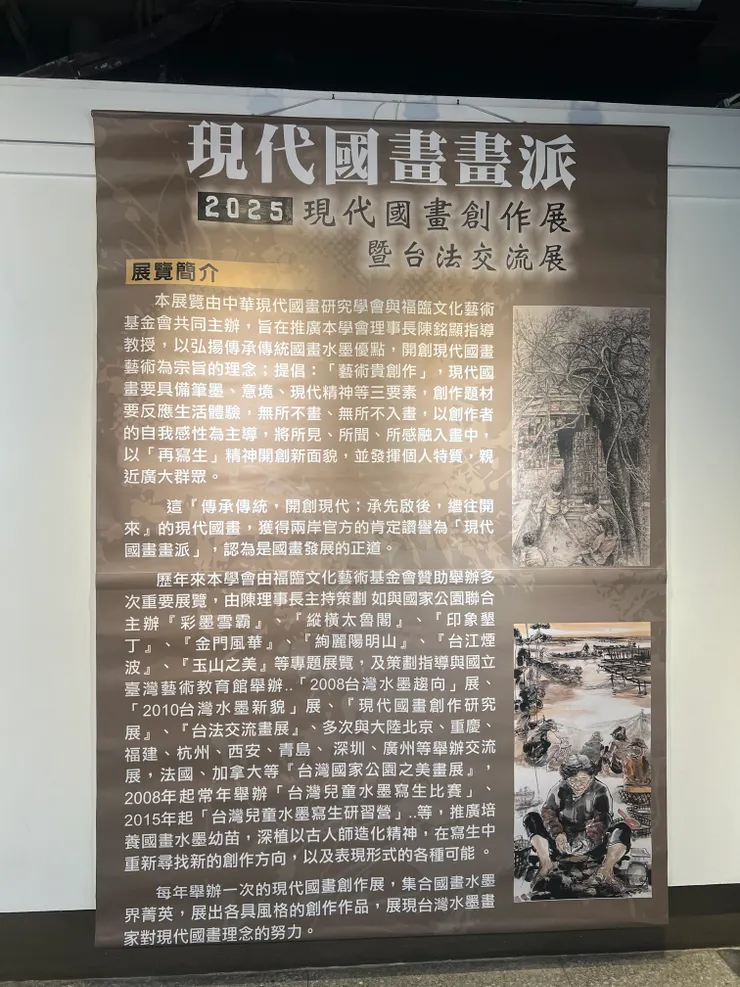 現代國畫畫派
2025 現代國畫創作展
暨台法交流展
展覽簡介
本展覽由中華現代國畫研究學會與福臨文化藝術
基金會共同主辦，旨在推廣本學會理事長陳銘顯指導
教授，以弘揚傳承傳統國畫水墨優點，開創現代國畫
藝術為宗旨的理念；提倡：「藝術貴創作」，現代國
畫要具備筆墨、意境、現代精神等三要素，創作題材
要反應生活體驗，無所不畫、無所不入畫，以創作者
的自我感性為主導，將所見、所聞、所感融入畫中，
以「再寫生」精神開創新面貌，並發揮個人特質，親
近廣大群眾。
這『傳承傳統，開創現代；承先啟後，繼往開
來』的現代國畫，獲得兩岸官方的肯定讚譽為「現代
國畫畫派」，認為是國畫發展的正道。
歷年來本學會由福臨文化藝術基金會贊助舉辦多
次重要展覽，由陳理事長主持策劃 如與國家公園聯合
主辦『彩墨雪霸』、『縱橫太魯閣』、『印象墾
丁』、『金門風華』、『絢麗陽明山』、『台江煙
波』、『玉山之美』等專題展覽，及策劃指導與國立
臺灣藝術教育館舉辦..「2008台灣水墨趨向」展、
「2010台灣水墨新貌」展、『現代國畫創作研究
展』、『台法交流畫展』、多次與大陸北京、重慶、
福建、杭州、西安、青島、 深圳、廣州等舉辦交流
展，法國、加拿大等『台灣國家公園之美畫展』，
2008年起常年舉辦「台灣兒童水墨寫生比賽」、
2015年起「台灣兒童水墨寫生研習營」..等，推廣培
養國畫水墨幼苗，深植以古人師造化精神，在寫生中
重新尋找新的創作方向，以及表現形式的各種可能 。
每年舉辦一次的現代國畫創作展，集合國畫水墨
界菁英，展出各具風格的創作作品，展現台灣水墨畫
家對現代國畫理念的努力。